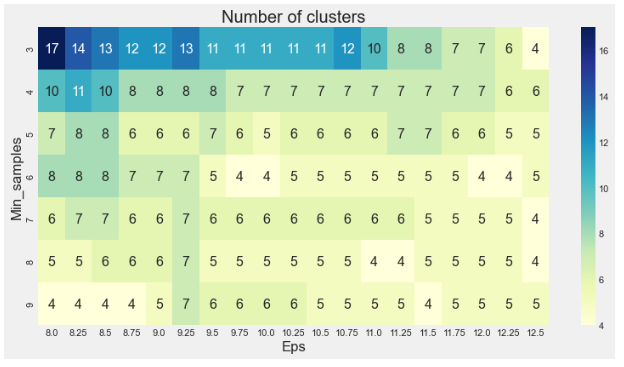 Number of clusters
3 17 14 13 12 12 13 11 11 11 11 11 12 10 8 8 7 7 6 4
4 10 11 10 8 8 8 8 7 7 7 7 7 7 7 7 7 7 6 6
5 7 8 8 6 6 6 7 6 5 6 6 6 6 7 7 6 6 5 5
6 8 8 8 7 7 7 5 4 4 5 5 5 5 5 5 5 4 4 5
7 6 7 7 6 6 7 6 6 6 6 6 6 6 6 5 5 5 5 4
8 5 5 6 6 6 7 5 5 5 5 5 5 4 4 5 5 5 5 4
9 4 4 4 4 5 7 6 6 6 6 5 5 5 5 4 5 5 5 5
Min_samples
8.0 8.25 8.5 8.75 9.0 9.25 9.5 9.75 10.0 10.25 10.5 10.75 11.0 11.25 11.5 11.75 12.0 12.25 12.5
Eps
16
14
12
10
8
6
4